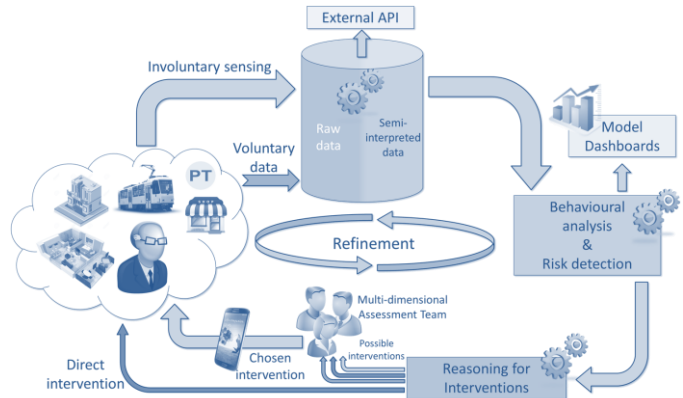 External API
Involuntary sensing
Raw
data
Semi-
interpreted
data
Voluntary
data
PT
Model
Dashboards
Behavioural
analysis
&
Risk detection
Refinement
Multi-dimensional
Assessment Team
Possible
interventions
Chosen
intervention
Direct
intervention
Reasoning for
Interventions